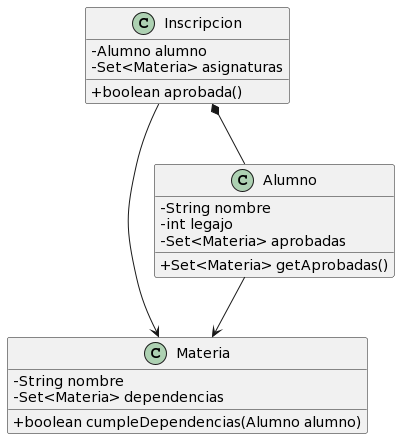 C Inscripcion
-Alumno alumno
-Set<Materia> asignaturas
+boolean aprobada()
C Alumno
-String nombre
-int legajo
-Set<Materia> aprobadas
+Set<Materia> getAprobadas()
C Materia
-String nombre
-Set<Materia> dependencias
+boolean cumpleDependencias(Alumno alumno)